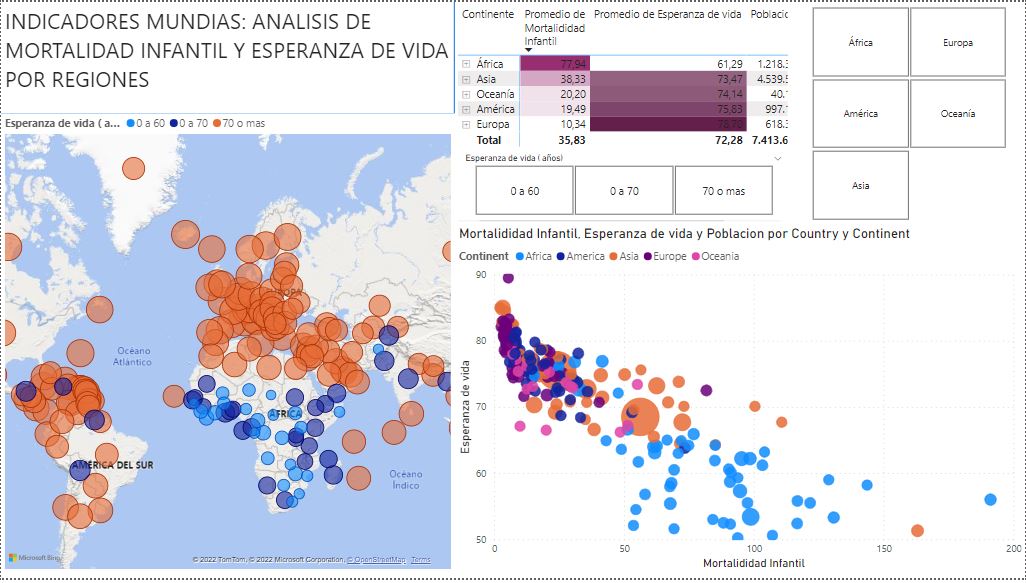 INDICADORES MUNDIAS: ANALISIS DE
MORTALIDAD INFANTIL Y ESPERANZA DE VIDA
POR REGIONES
Esperanza de vida ( a... 0 a 60 0 a 70 70 o mas
Océano
Atlántico
EUROPA
ÁFRICA
AMÉRICA DEL SUR
Océano
Índico
Microsoft Bing
© 2022 TomTom, © 2022 Microsoft Corporation, © OpenStreetMap Terms
Continente Promedio de Mortalidad Infantil Promedio de Esperanza de vida Poblaci
África 77,94 61,29 1.218.3
Asia 38,33 73,47 4.539.5
Oceanía 20,20 74,14 40.
América 19,49 75,83 997.
Europa 10,34 78,70 618.3
Total 35,83 72,28 7.413.6
Esperanza de vida ( años)
0 a 60 0 a 70 70 o mas
África Europa
América Oceanía
Asia
Mortalididad Infantil, Esperanza de vida y Poblacion por Country y Continent
Continent Africa America Asia Europe Oceania
Esperanza de vida
90
80
70
60
50
0 50 100 150 200
Mortalididad Infantil